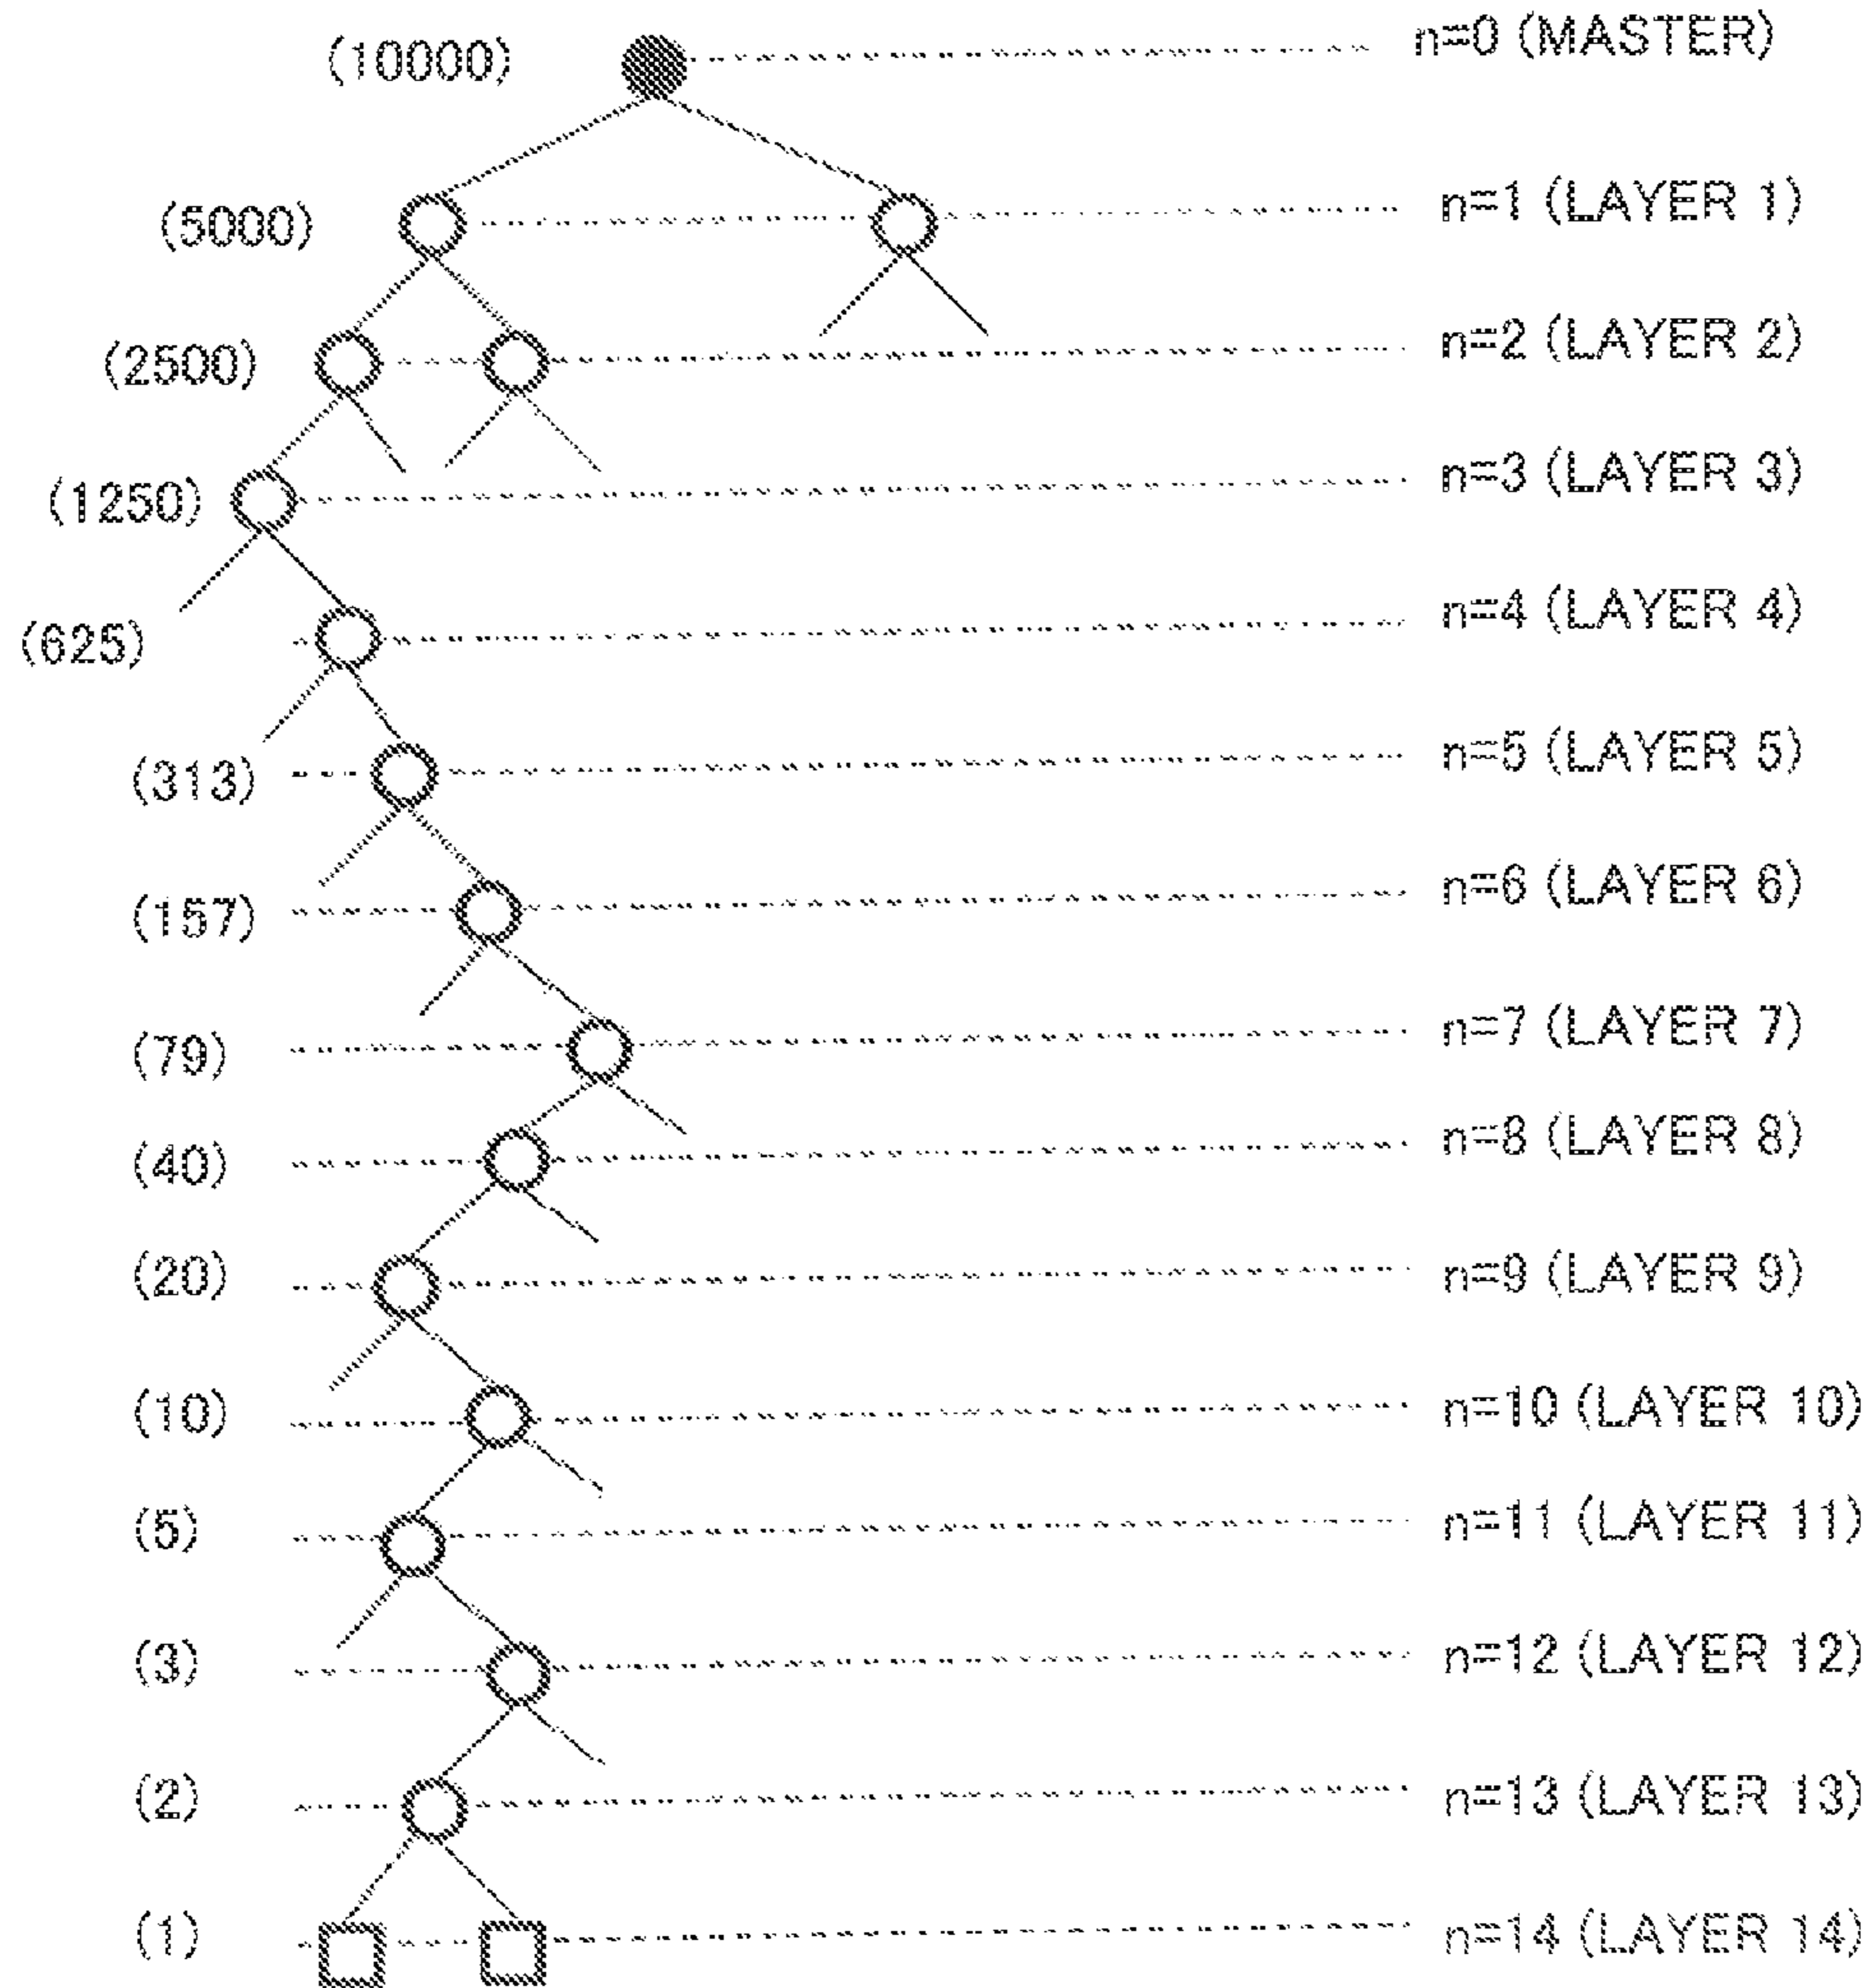 (10000) n=0 (MASTER)
(5000) n=1 (LAYER 1)
(2500) n=2 (LAYER 2)
(1250) n=3 (LAYER 3)
(625) n=4 (LAYER 4)
(313) n=5 (LAYER 5)
(157) n=6 (LAYER 6)
(79) n=7 (LAYER 7)
(40) n=8 (LAYER 8)
(20) n=9 (LAYER 9)
(10) n=10 (LAYER 10)
(5) n=11 (LAYER 11)
(3) n=12 (LAYER 12)
(2) n=13 (LAYER 13)
(1) n=14 (LAYER 14)